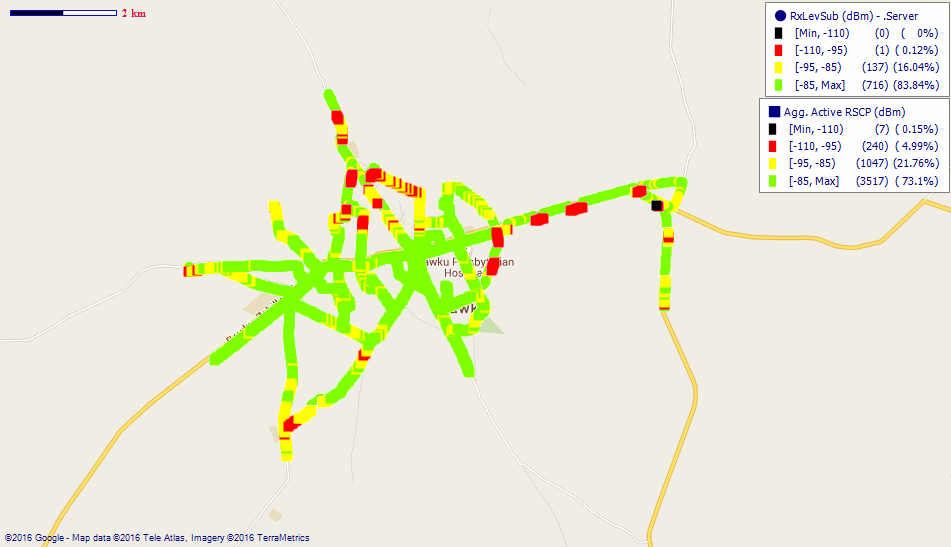 2 km
RxLevSub (dBm) - .Server
[Min, -110) (0) ( 0%)
[-110, -95) (1) ( 0.12%)
[-95, -85) (137) (16.04%)
[-85, Max] (716) (83.84%)
Agg. Active RSCP (dBm)
[Min, -110) (7) ( 0.15%)
[-110, -95) (240) ( 4.99%)
[-95, -85) (1047) (21.76%)
[-85, Max] (3517) ( 73.1%)
©2016 Google - Map data ©2016 Tele Atlas, Imagery ©2016 TerraMetrics